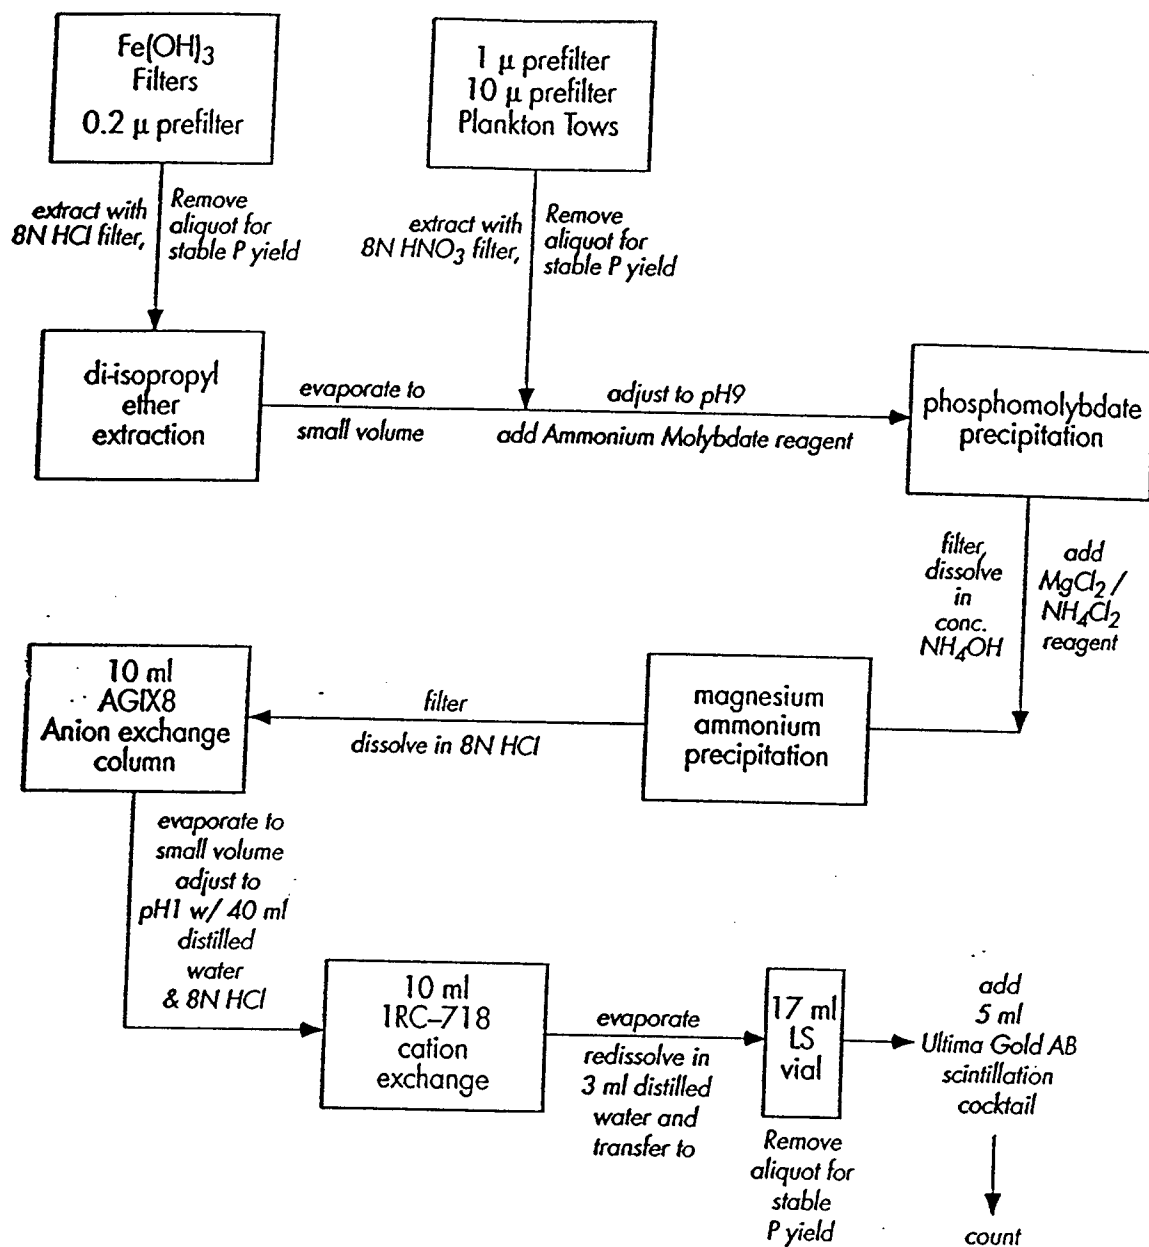 Fe(OH)3
Filters
0.2 µ prefilter
1 µ prefilter
10 µ prefilter
Plankton Tows
extract with
8N HCl filter,
Remove
aliquot for
stable P yield
extract with
8N HNO3 filter,
Remove
aliquot for
stable P yield
di-isopropyl
ether
extraction
evaporate to
small volume
adjust to pH9
add Ammonium Molybdate reagent
phosphomolybdate
precipitation
filter,
dissolve
in
conc.
NH4OH
add
MgCl2/
NH4Cl2
reagent
magnesium
ammonium
precipitation
filter
dissolve in 8N HCl
10 ml
AGIX8
Anion exchange
column
evaporate to
small volume
adjust to
pH1 w/ 40 ml
distilled
water
& 8N HCl
10 ml
1RC–718
cation
exchange
evaporate
redissolve in
3 ml distilled
water and
transfer to
17 ml
LS
vial
Remove
aliquot for
stable
P yield
add
5 ml
Ultima Gold AB
scintillation
cocktail
count